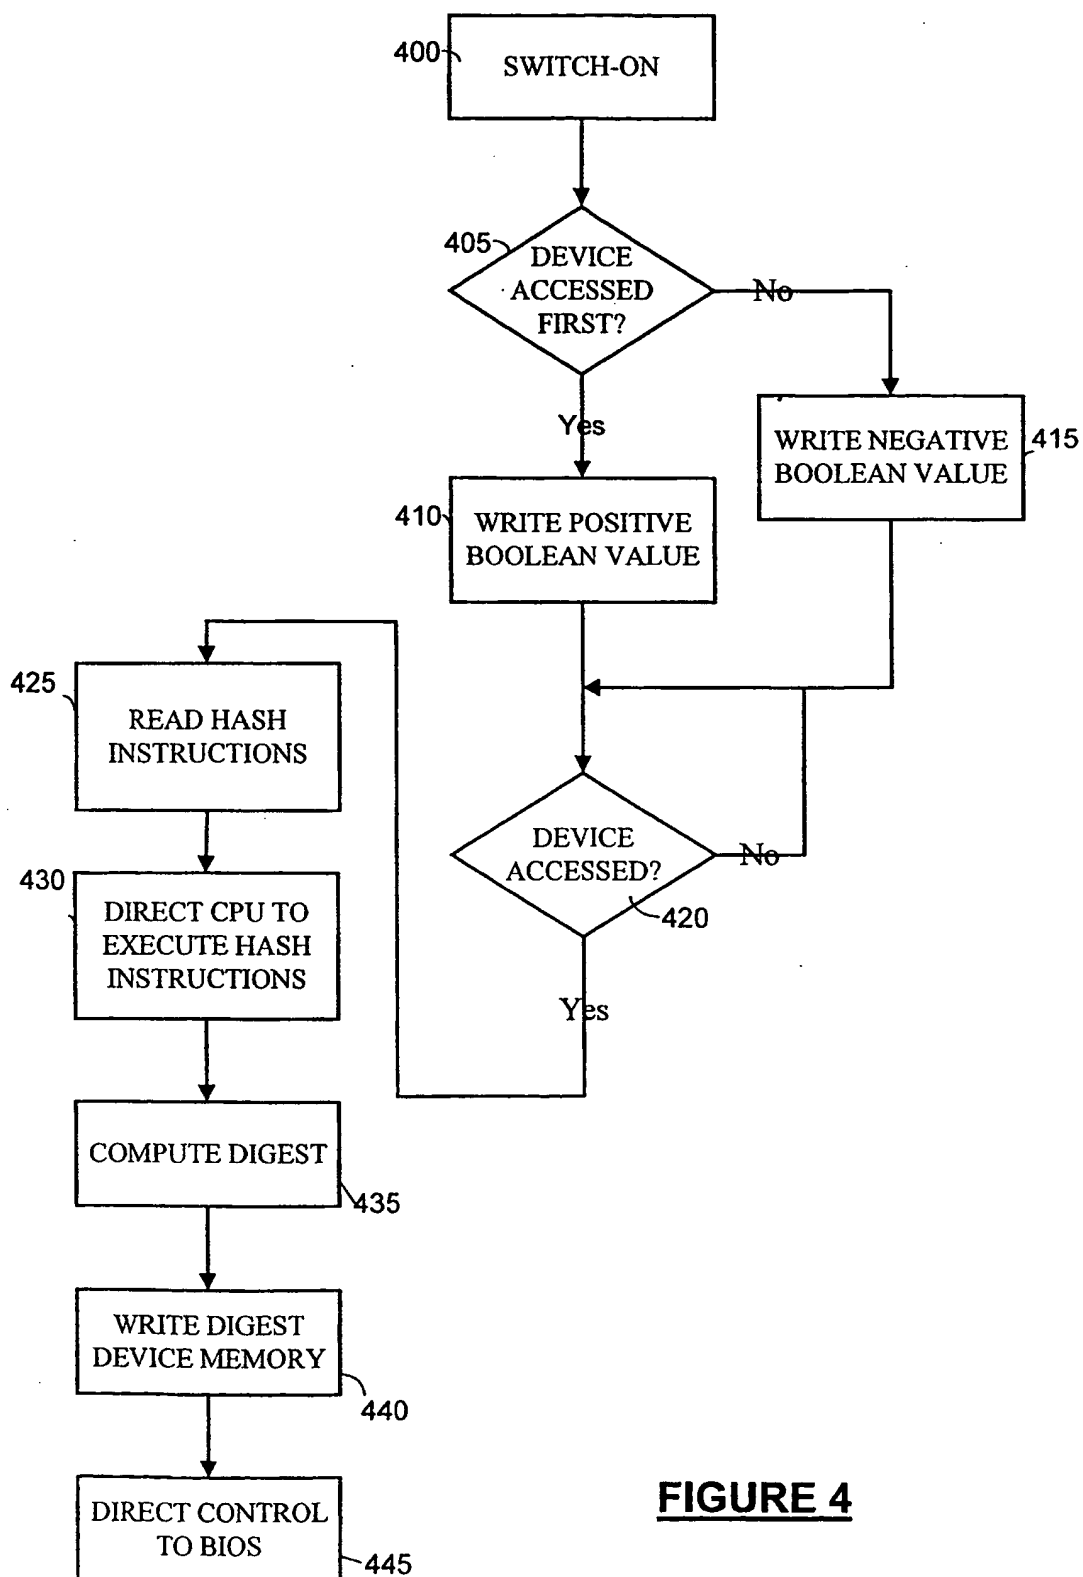 400
SWITCH-ON
405
DEVICE
ACCESSED
FIRST?
No
Yes
WRITE NEGATIVE
BOOLEAN VALUE
415
410
WRITE POSITIVE
BOOLEAN VALUE
425
READ HASH
INSTRUCTIONS
DEVICE
ACCESSED?
No
420
430
DIRECT CPU TO
EXECUTE HASH
INSTRUCTIONS
Yes
COMPUTE DIGEST
435
WRITE DIGEST
DEVICE MEMORY
440
DIRECT CONTROL
TO BIOS
445
FIGURE 4